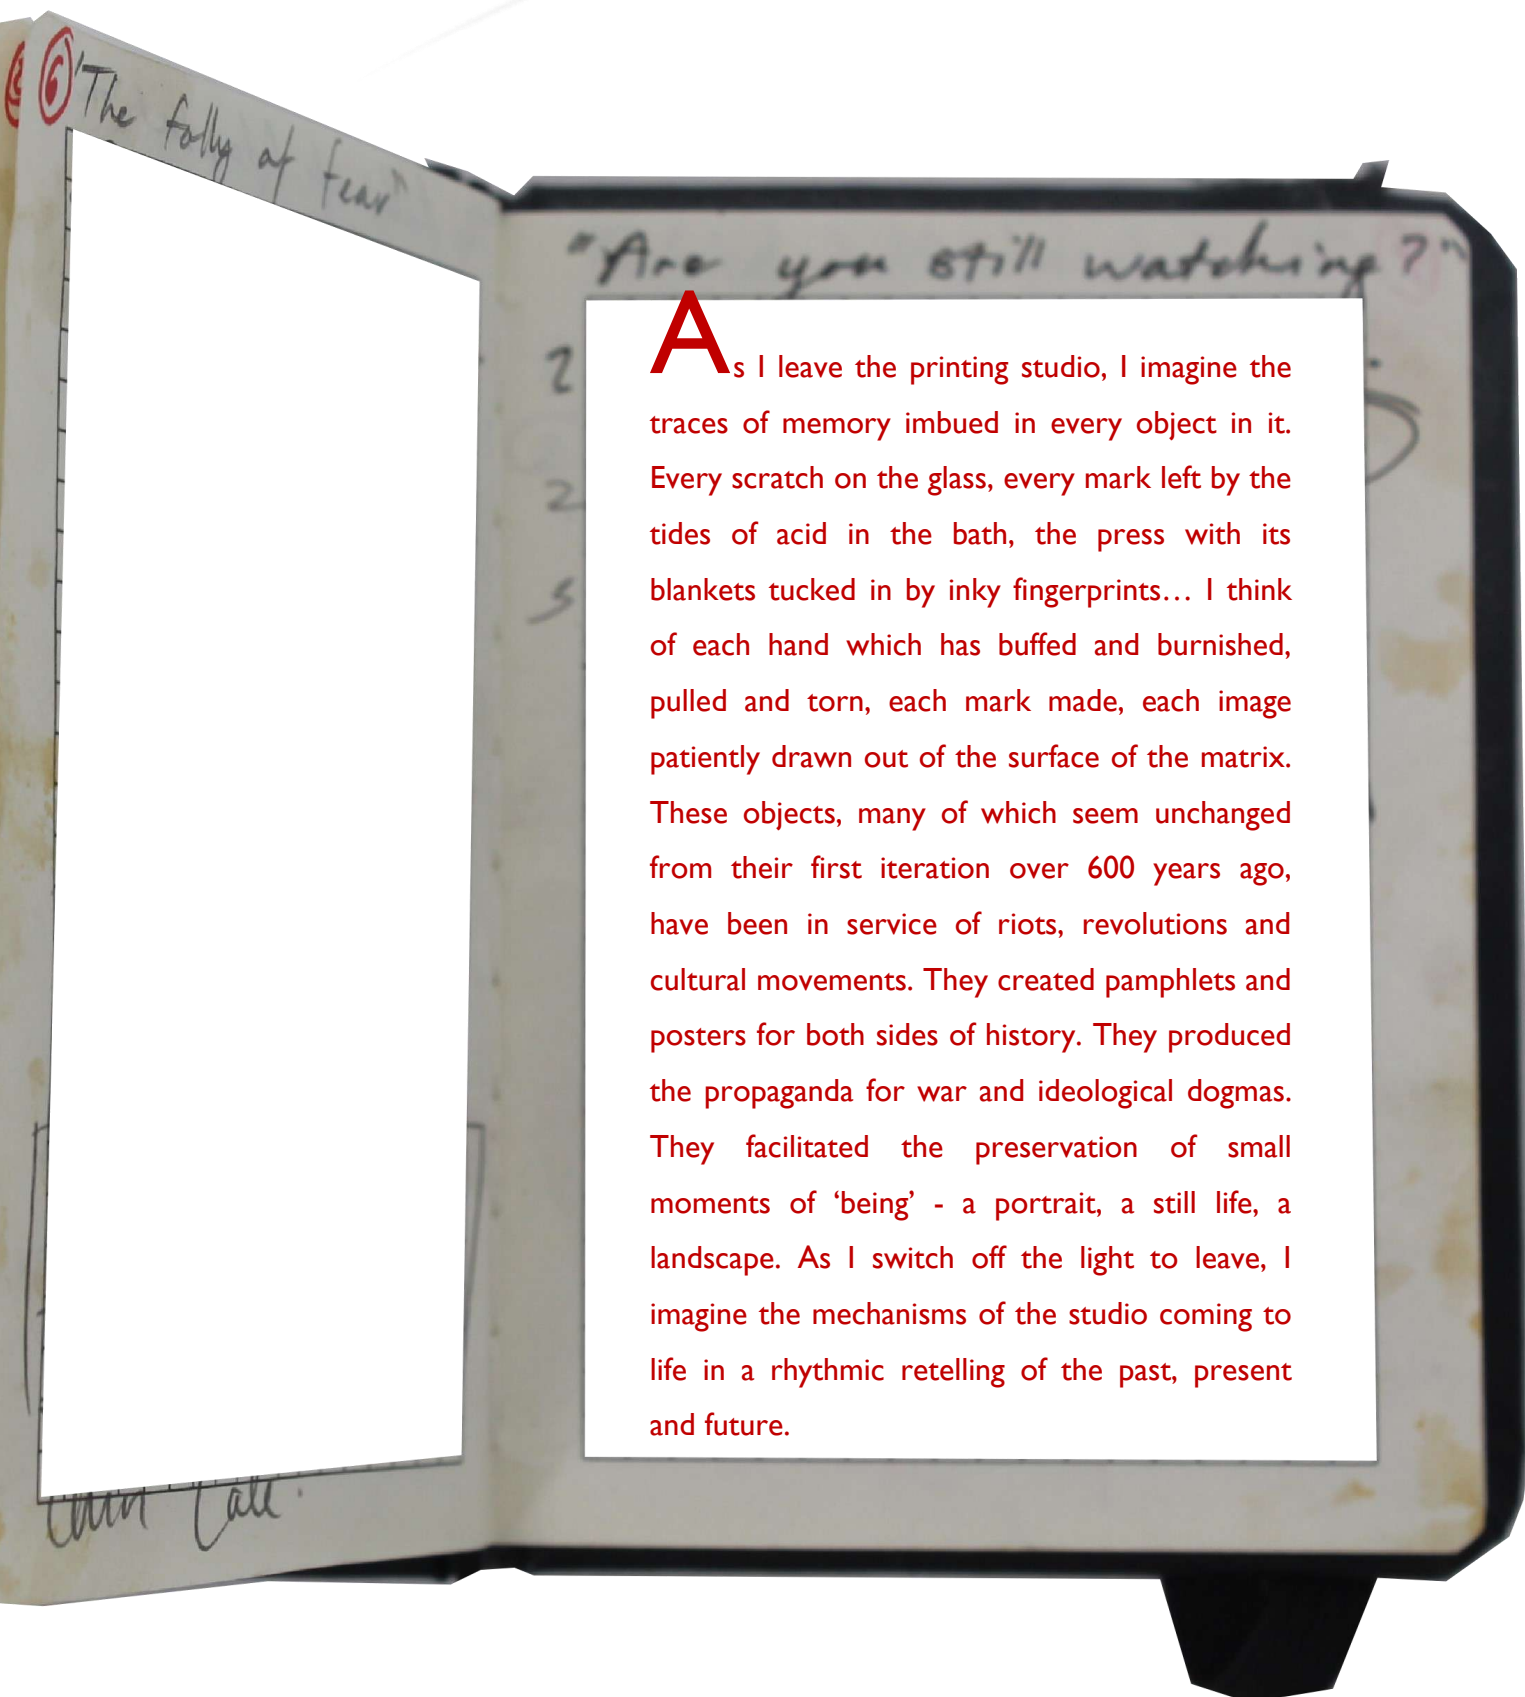 6
'The folly of fear"
"Are you still watching?"
2
2
3
As I leave the printing studio, I imagine the
traces of memory imbued in every object in it.
Every scratch on the glass, every mark left by the
tides of acid in the bath, the press with its
blankets tucked in by inky fingerprints… I think
of each hand which has buffed and burnished,
pulled and torn, each mark made, each image
patiently drawn out of the surface of the matrix.
These objects, many of which seem unchanged
from their first iteration over 600 years ago,
have been in service of riots, revolutions and
cultural movements. They created pamphlets and
posters for both sides of history. They produced
the propaganda for war and ideological dogmas.
They facilitated the preservation of small
moments of ‘being’ - a portrait, a still life, a
landscape. As I switch off the light to leave, I
imagine the mechanisms of the studio coming to
life in a rhythmic retelling of the past, present
and future.